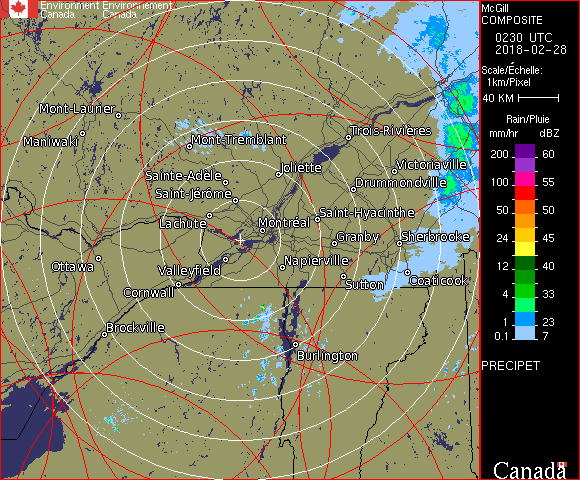 Environment Environnement
Canada Canada
Mont-Laurier
Maniwaki
Mont-Tremblant
Trois-Rivières
Sainte-Adèle
Joliette
Victoriaville
Saint-Jérôme
Drummondville
Lachute
Montréal
Saint-Hyacinthe
Granby
Sherbrooke
Ottawa
Valleyfield
Napierville
Cornwall
Sutton
Coaticook
Brockville
Burlington
McGill
COMPOSITE
0230 UTC
2018-02-28
Scale/Échelle:
1km/Pixel
40 KM
Rain/Pluie
mm/hr dBZ
200 60
100 55
50 50
24 45
12 40
4 33
1 23
0.1 7
PRECIPET
Canada